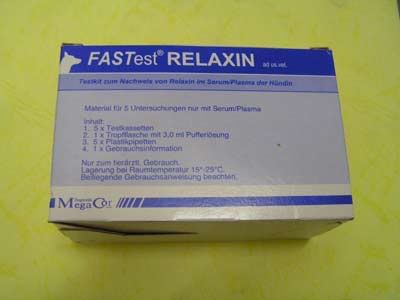 FASTest® RELAXIN ad us. vet.
Testkit zum Nachweis von Relaxin im Serum/Plasma der Hündin
Material für 5 Untersuchungen nur mit Serum/Plasma
Inhalt:
1. 5 x Testkassetten
2. 1 x Tropfflasche mit 3,0 ml Pufferlösung
3. 5 x Plastikpipetten
4. 1 x Gebrauchsinformation
Nur zum tierärztl. Gebrauch.
Lagerung bei Raumtemperatur 15°-25°C.
Beiliegende Gebrauchsanweisung beachten.
MegaCor